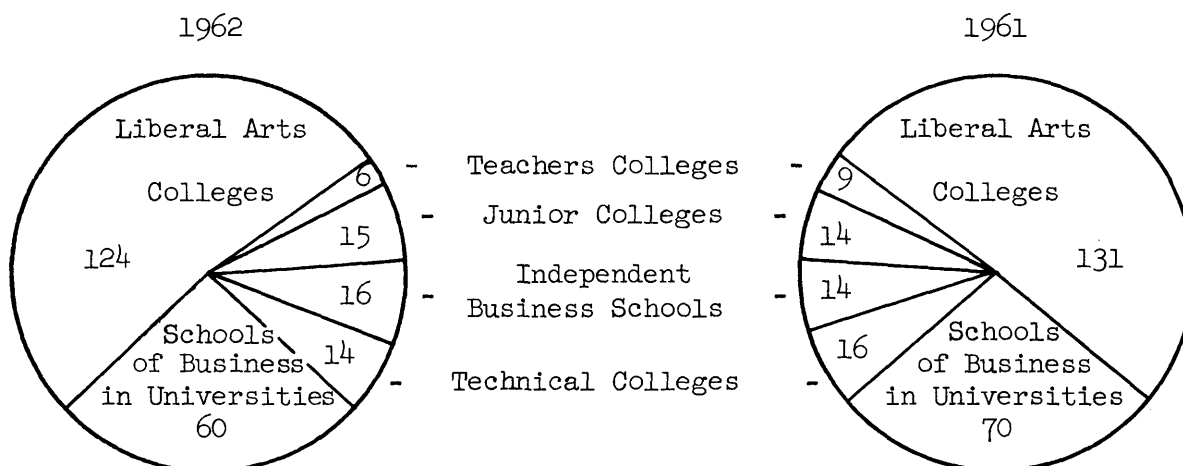 1962
Liberal Arts
Colleges
124
6
15
16
14
Schools
of Business
in Universities
60
- Teachers Colleges -
- Junior Colleges -
Independent
- Business Schools -
- Technical Colleges -
1961
Liberal Arts
Colleges
131
9
14
14
16
Schools
of Business
in Universities
70